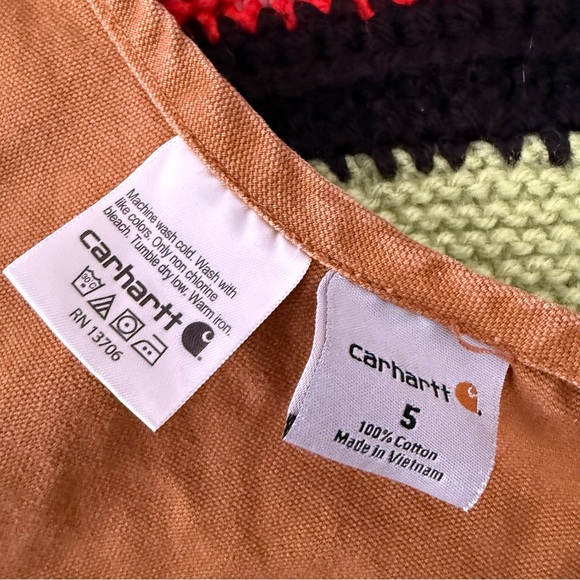 Machine wash cold. Wash with
like colors. Only non chlorine
bleach. Tumble dry low. Warm iron.
carhartt
30°C
RN 13706
carhartt
5
100% Cotton
Made in Vietnam